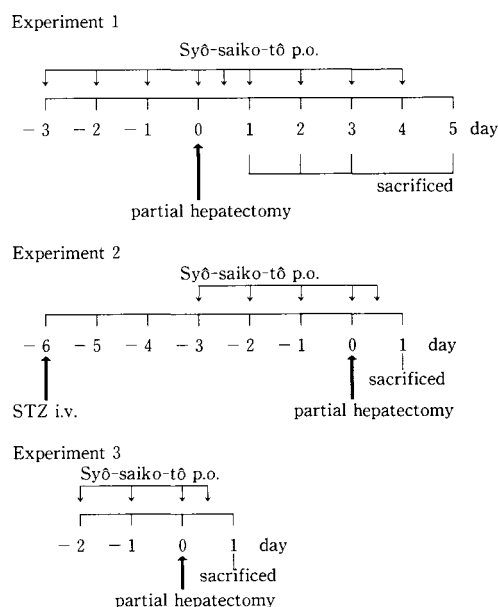 Experiment 1
Syô-saiko-tô p.o.
− 3 − 2 − 1 0 1 2 3 4 5 day
sacrificed
partial hepatectomy
Experiment 2
Syô-saiko-tô p.o.
− 6 − 5 − 4 − 3 − 2 − 1 0 1 day
sacrificed
STZ i.v. partial hepatectomy
Experiment 3
Syô-saiko-tô p.o.
− 2 − 1 0 1 day
sacrificed
partial hepatectomy